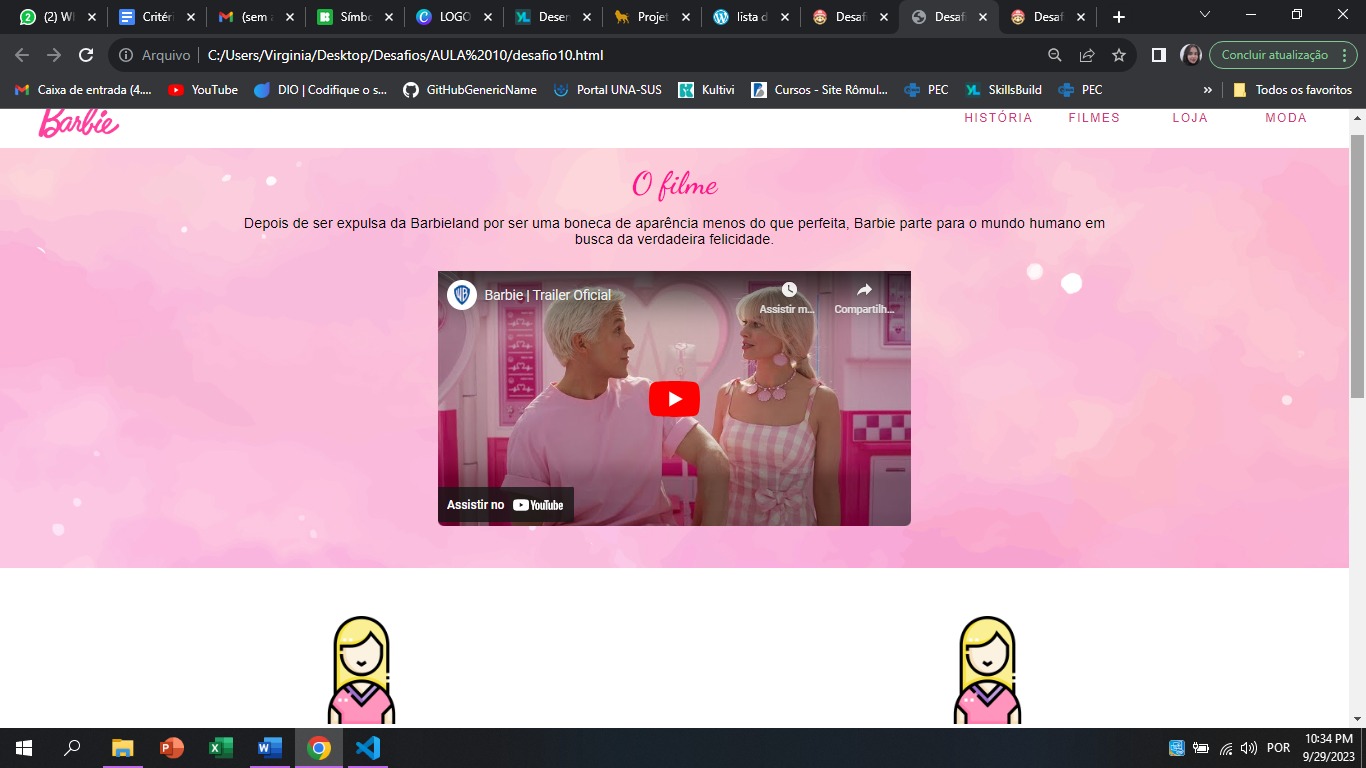 (2) W
Critéri
(sem a
Símbo
LOGO
Desen
Projet
lista d
Desafi
Desafi
Desafi
Arquivo
C:/Users/Virginia/Desktop/Desafios/AULA%2010/desafio10.html
Concluir atualização
Caixa de entrada (4....
YouTube
DIO | Codifique o s...
GitHubGenericName
Portal UNA-SUS
Kultivi
Cursos - Site Rômul...
PEC
SkillsBuild
PEC
»
Todos os favoritos
Barbie
HISTÓRIA
FILMES
LOJA
MODA
O filme
Depois de ser expulsa da Barbieland por ser uma boneca de aparência menos do que perfeita, Barbie parte para o mundo humano em
busca da verdadeira felicidade.
Barbie | Trailer Oficial
Assistir m...
Compartilh...
Assistir no YouTube
POR
10:34 PM
9/29/2023